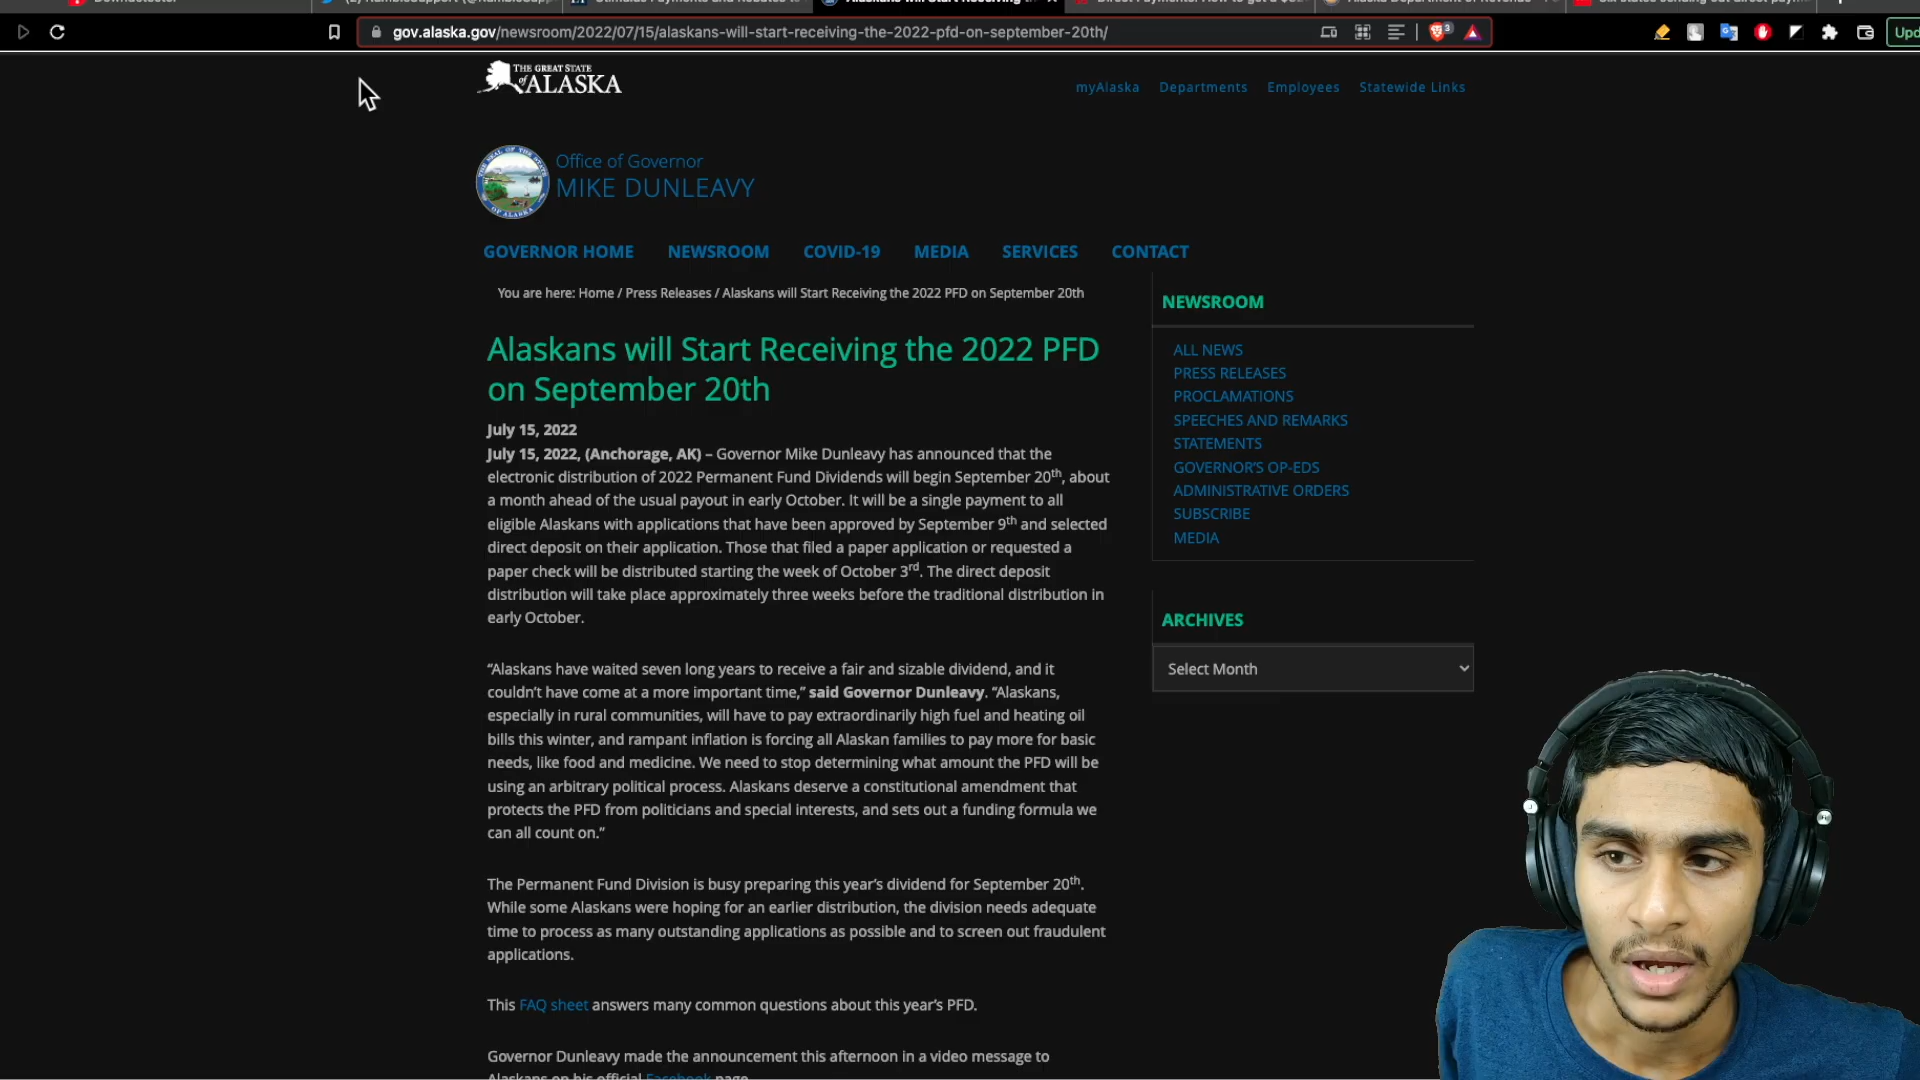 gov.alaska.gov/newsroom/2022/07/15/alaskans-will-start-receiving-the-2022-pfd-on-september-20th/
3
Upd
THE GREAT STATE
of ALASKA
myAlaska Departments Employees Statewide Links
Office of Governor
MIKE DUNLEAVY
GOVERNOR HOME NEWSROOM COVID-19 MEDIA SERVICES CONTACT
You are here: Home / Press Releases / Alaskans will Start Receiving the 2022 PFD on September 20th
Alaskans will Start Receiving the 2022 PFD
on September 20th
July 15, 2022
July 15, 2022, (Anchorage, AK) – Governor Mike Dunleavy has announced that the
electronic distribution of 2022 Permanent Fund Dividends will begin September 20th, about
a month ahead of the usual payout in early October. It will be a single payment to all
eligible Alaskans with applications that have been approved by September 9th and selected
direct deposit on their application. Those that filed a paper application or requested a
paper check will be distributed starting the week of October 3rd. The direct deposit
distribution will take place approximately three weeks before the traditional distribution in
early October.
“Alaskans have waited seven long years to receive a fair and sizable dividend, and it
couldn’t have come at a more important time,” said Governor Dunleavy. “Alaskans,
especially in rural communities, will have to pay extraordinarily high fuel and heating oil
bills this winter, and rampant inflation is forcing all Alaskan families to pay more for basic
needs, like food and medicine. We need to stop determining what amount the PFD will be
using an arbitrary political process. Alaskans deserve a constitutional amendment that
protects the PFD from politicians and special interests, and sets out a funding formula we
can all count on.”
The Permanent Fund Division is busy preparing this year’s dividend for September 20th.
While some Alaskans were hoping for an earlier distribution, the division needs adequate
time to process as many outstanding applications as possible and to screen out fraudulent
applications.
This FAQ sheet answers many common questions about this year’s PFD.
Governor Dunleavy made the announcement this afternoon in a video message to
Alaskans on his official Facebook page.
NEWSROOM
ALL NEWS
PRESS RELEASES
PROCLAMATIONS
SPEECHES AND REMARKS
STATEMENTS
GOVERNOR’S OP-EDS
ADMINISTRATIVE ORDERS
SUBSCRIBE
MEDIA
ARCHIVES
Select Month